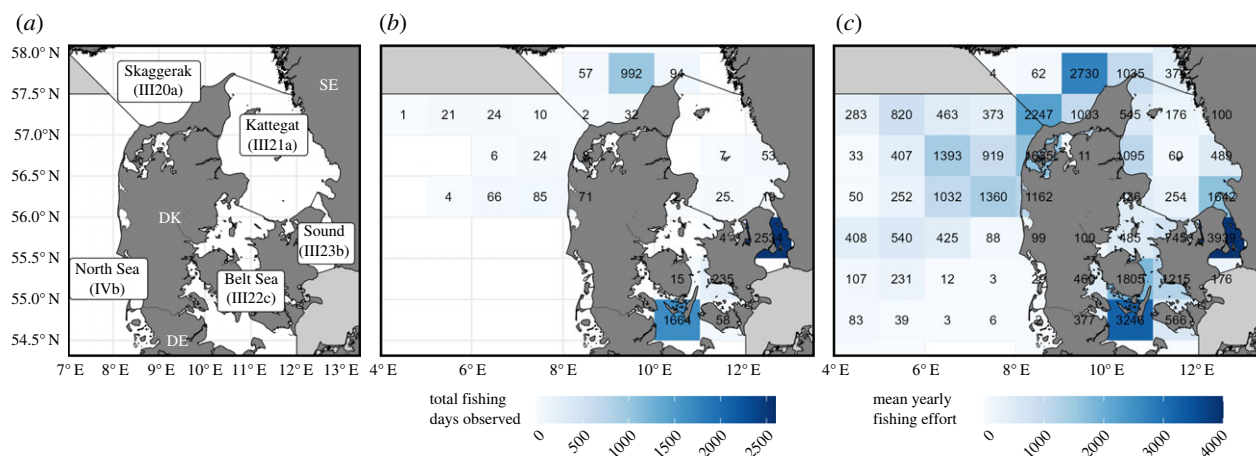 (a)
58.0° N
57.5° N
57.0° N
56.5° N
56.0° N
55.5° N
55.0° N
54.5° N
7° E
8° E
9° E
10° E
11° E
12° E
13° E
Skaggerak
(III20a)
SE
Kattegat
(III21a)
DK
Sound
(III23b)
North Sea
(IVb)
Belt Sea
(III22c)
DE
(b)
57 992 94
1 21 24 10 2 32
6 24 7 53
4 66 85 71 25
2534
15 235
1664 58
4° E 6° E 8° E 10° E 12° E
total fishing
days observed
0 500 1000 1500 2000 2500
(c)
4 62 2730 1035
283 820 463 373 2247 1003 545 176 100
33 407 1393 919 11 1095 60 489
50 252 1032 1360 1162 254 1642
408 540 425 88 99 100 485 745 3939
107 231 12 3 1805 1215 176
83 39 3 6 377 3246 566
4° E 6° E 8° E 10° E 12° E
mean yearly
fishing effort
0 1000 2000 3000 4000